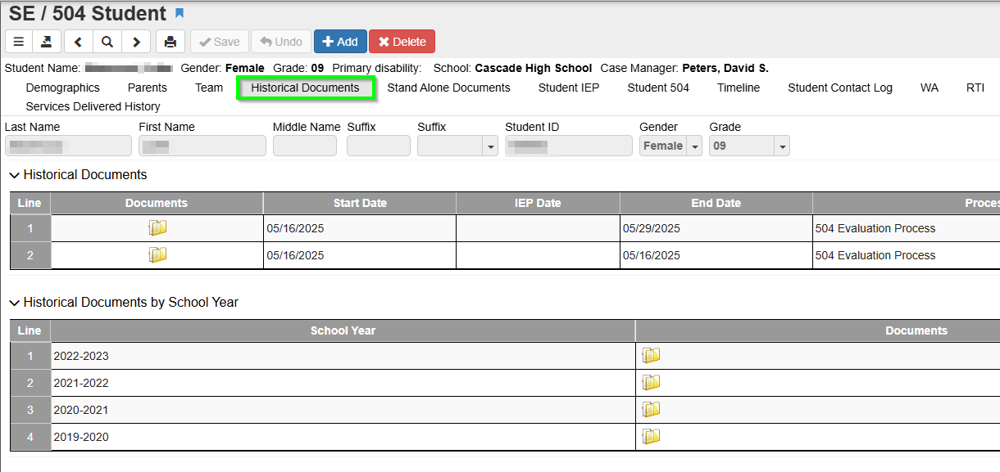 SE / 504 Student
Save Undo Add Delete
Student Name: Gender: Female Grade: 09 Primary disability: School: Cascade High School Case Manager: Peters, David S.
Demographics Parents Team Historical Documents Stand Alone Documents Student IEP Student 504 Timeline Student Contact Log WA RTI
Services Delivered History
Last Name First Name Middle Name Suffix Suffix Student ID Gender Grade
Female 09
Historical Documents
Line Documents Start Date IEP Date End Date Proces
1 05/16/2025 05/29/2025 504 Evaluation Process
2 05/16/2025 05/16/2025 504 Evaluation Process
Historical Documents by School Year
Line School Year Documents
1 2022-2023
2 2021-2022
3 2020-2021
4 2019-2020